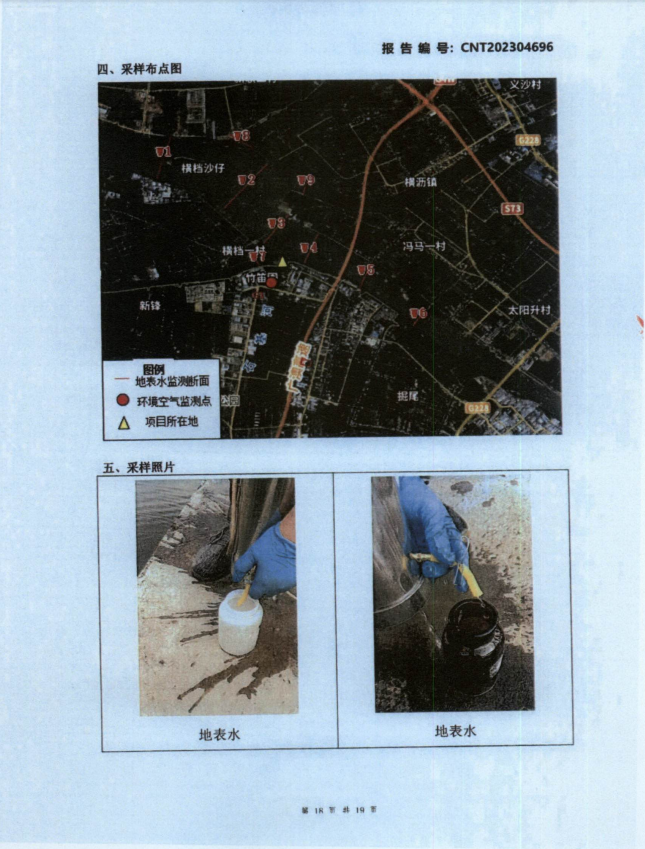 报 告 编 号: CNT202304696
四、采样布点图
义沙村
G228
W1
W8
横档沙仔
W2
W9
横沥镇
S73
W3
横档一村
W4
冯马一村
W7
W5
新锋
W6
太阳升村
图例
地表水监测断面
环境空气监测点
项目所在地
掘尾
G228
五、采样照片
地表水
地表水
第 18 页 共 19 页